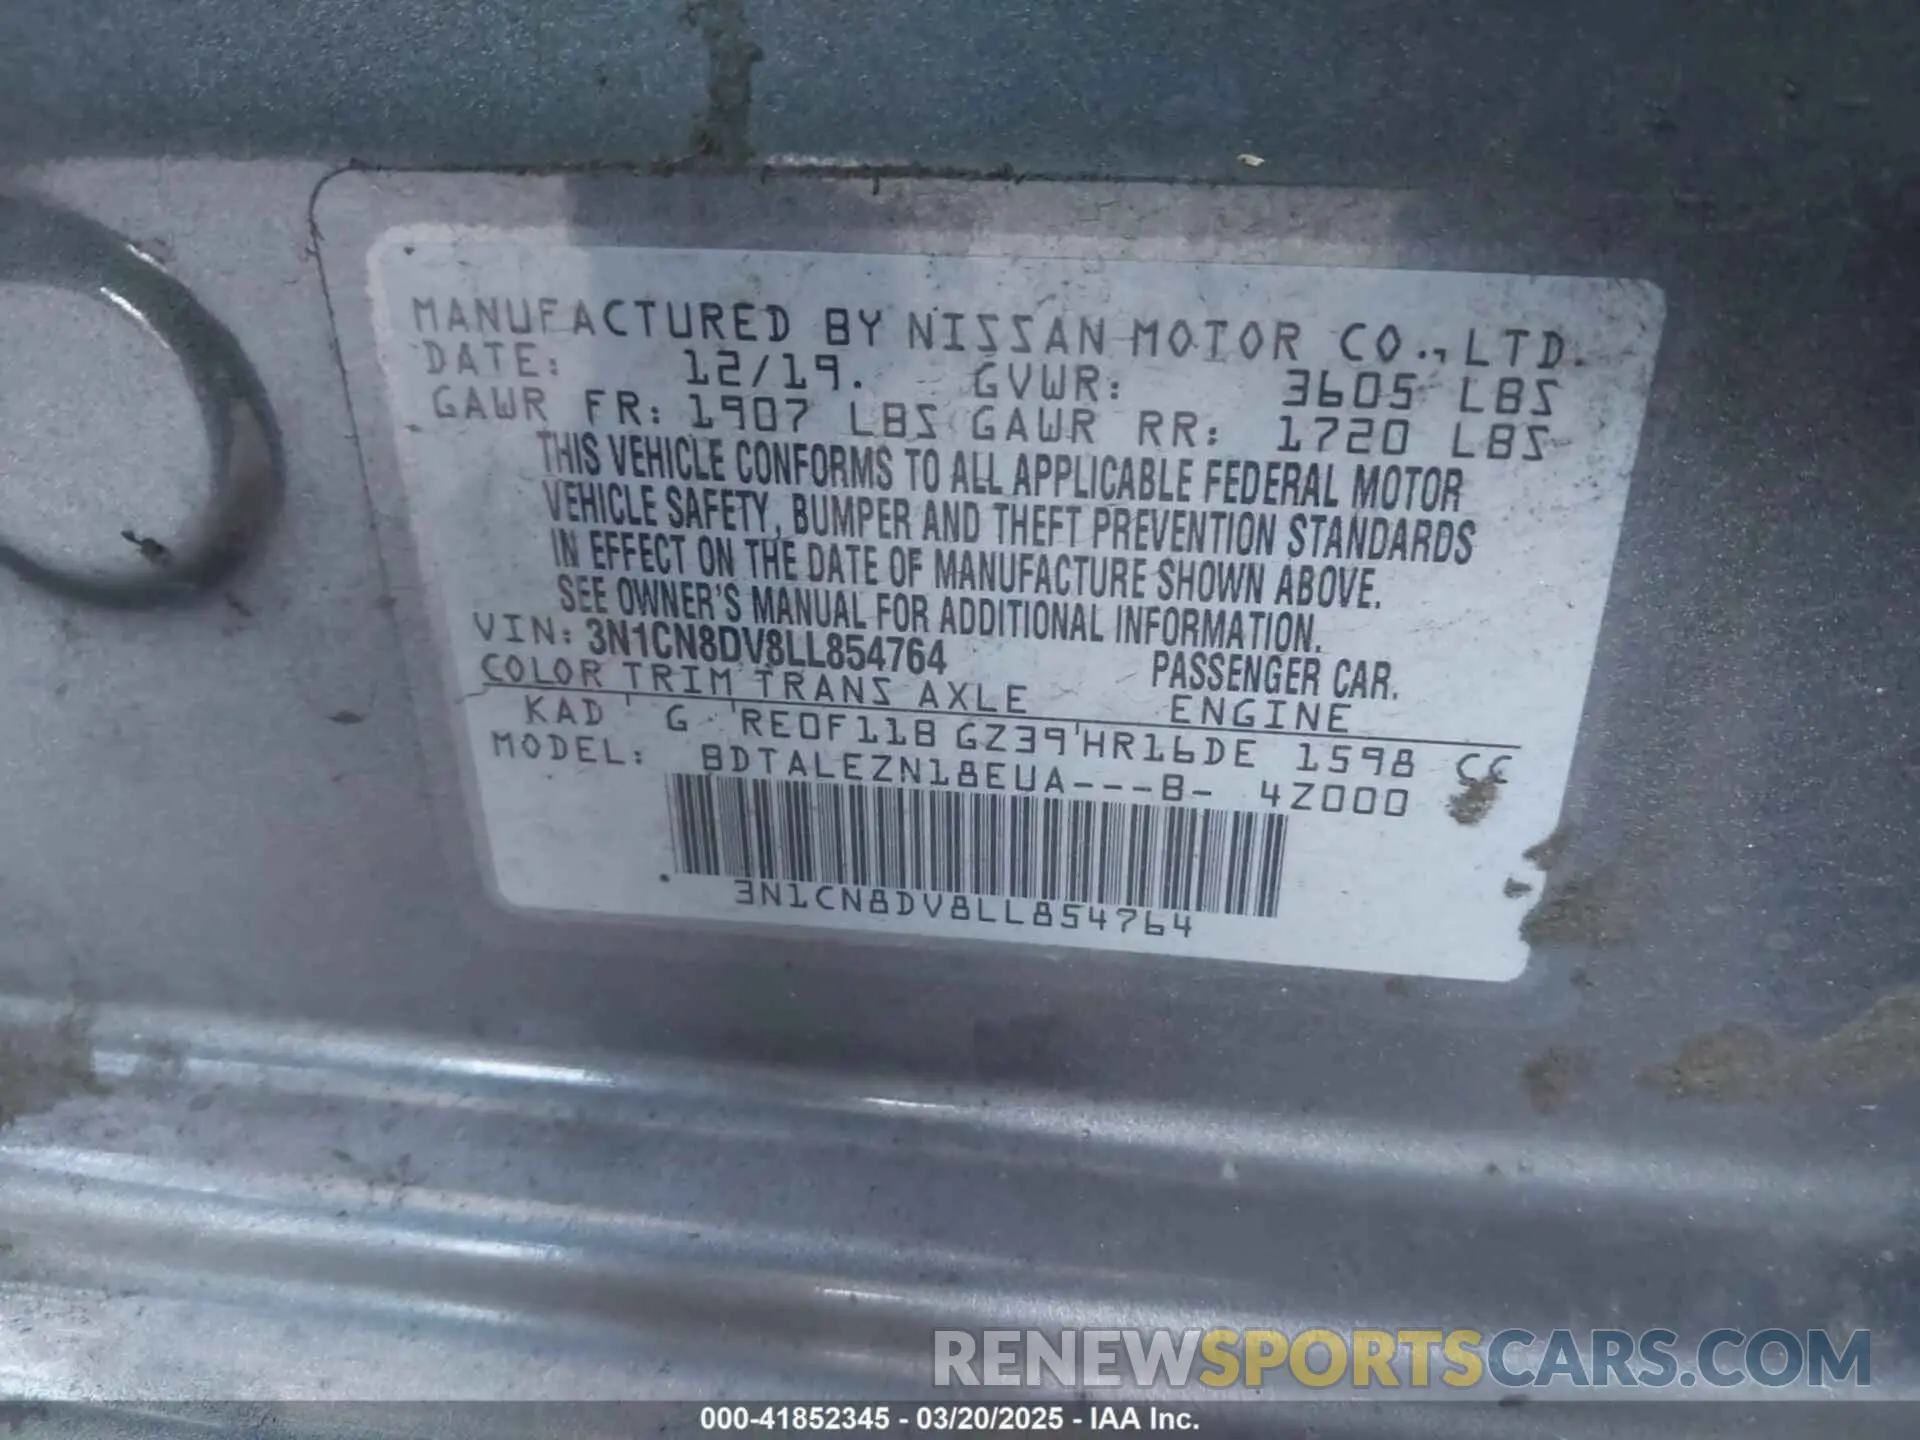 MANUFACTURED BY NISSAN MOTOR CO., LTD.
DATE: 12/19. GVWR: 3605 LBS
GAWR FR: 1907 LBS GAWR RR: 1720 LBS
THIS VEHICLE CONFORMS TO ALL APPLICABLE FEDERAL MOTOR
VEHICLE SAFETY, BUMPER AND THEFT PREVENTION STANDARDS
IN EFFECT ON THE DATE OF MANUFACTURE SHOWN ABOVE.
SEE OWNER'S MANUAL FOR ADDITIONAL INFORMATION.
VIN: 3N1CN8DV8LL854764 PASSENGER CAR.
COLOR TRIM TRANS AXLE ENGINE
KAD G RE0F11B GZ39 HR16DE 1598 CC
MODEL: BDTALEZN18EUA---B- 4Z000
3N1CN8DV8LL854764
RENEWSPORTSCARS.COM
000-41852345 - 03/20/2025 - IAA Inc.